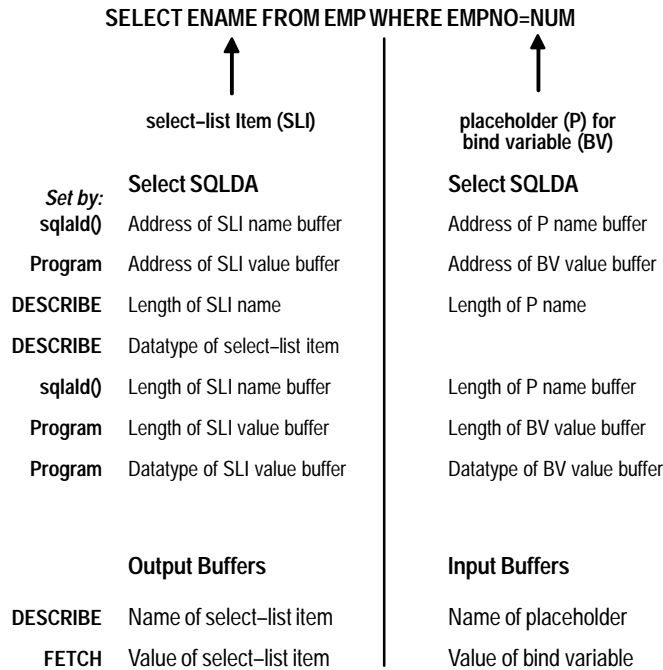 SELECT ENAME FROM EMP WHERE EMPNO=NUM
select–list Item (SLI)
placeholder (P) for
bind variable (BV)
Set by:
Select SQLDA
Select SQLDA
sqlald() Address of SLI name buffer Address of P name buffer
Program Address of SLI value buffer Address of BV value buffer
DESCRIBE Length of SLI name Length of P name
DESCRIBE Datatype of select–list item
sqlald() Length of SLI name buffer Length of P name buffer
Program Length of SLI value buffer Length of BV value buffer
Program Datatype of SLI value buffer Datatype of BV value buffer
Output Buffers Input Buffers
DESCRIBE Name of select–list item Name of placeholder
FETCH Value of select–list item Value of bind variable